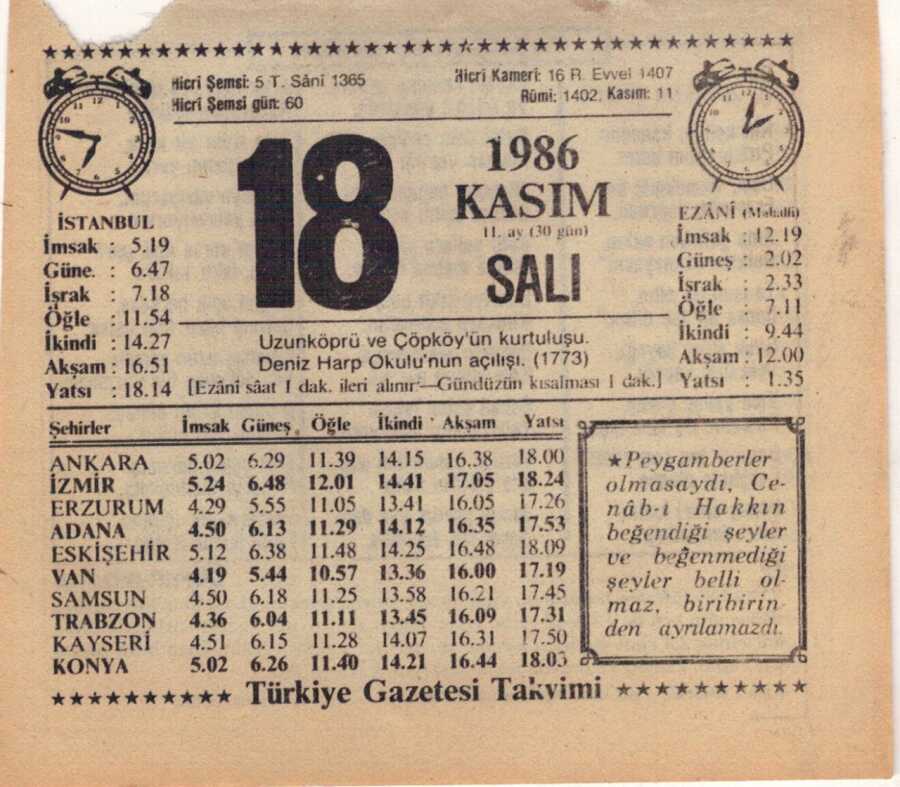 Hicrî Şemsî: 5 T. Sâni 1365
Hicrî Şemsî gün: 60
Hicrî Kamerî: 16 R. Evvel 1407
Rûmi: 1402, Kasım: 11
18
1986
KASIM
11. ay (30 gün)
SALI
İSTANBUL
İmsak : 5.19
Güne. : 6.47
İşrak : 7.18
Öğle : 11.54
İkindi : 14.27
Akşam : 16.51
Yatsı : 18.14
EZÂNÎ (Mahallî)
İmsak : 12.19
Güneş : 2.02
İşrak : 2.33
Öğle : 7.11
İkindi : 9.44
Akşam : 12.00
Yatsı : 1.35
Uzunköprü ve Çöpköy'ün kurtuluşu.
Deniz Harp Okulu'nun açılışı. (1773)
[Ezânî sâat 1 dak. ileri alınır—Gündüzün kısalması 1 dak.]
Şehirler İmsak Güneş Öğle İkindi Akşam Yatsı
ANKARA 5.02 6.29 11.39 14.15 16.38 18.00
İZMİR 5.24 6.48 12.01 14.41 17.05 18.24
ERZURUM 4.29 5.55 11.05 13.41 16.05 17.26
ADANA 4.50 6.13 11.29 14.12 16.35 17.53
ESKİŞEHİR 5.12 6.38 11.48 14.25 16.48 18.09
VAN 4.19 5.44 10.57 13.36 16.00 17.19
SAMSUN 4.50 6.18 11.25 13.58 16.21 17.45
TRABZON 4.36 6.04 11.11 13.45 16.09 17.31
KAYSERİ 4.51 6.15 11.28 14.07 16.31 17.50
KONYA 5.02 6.26 11.40 14.21 16.44 18.03
★ Peygamberler
olmasaydı, Ce-
nâb-ı Hakkın
beğendiği şeyler
ve beğenmediği
şeyler belli ol-
maz, biribirin-
den ayrılamazdı.
Türkiye Gazetesi Takvimi